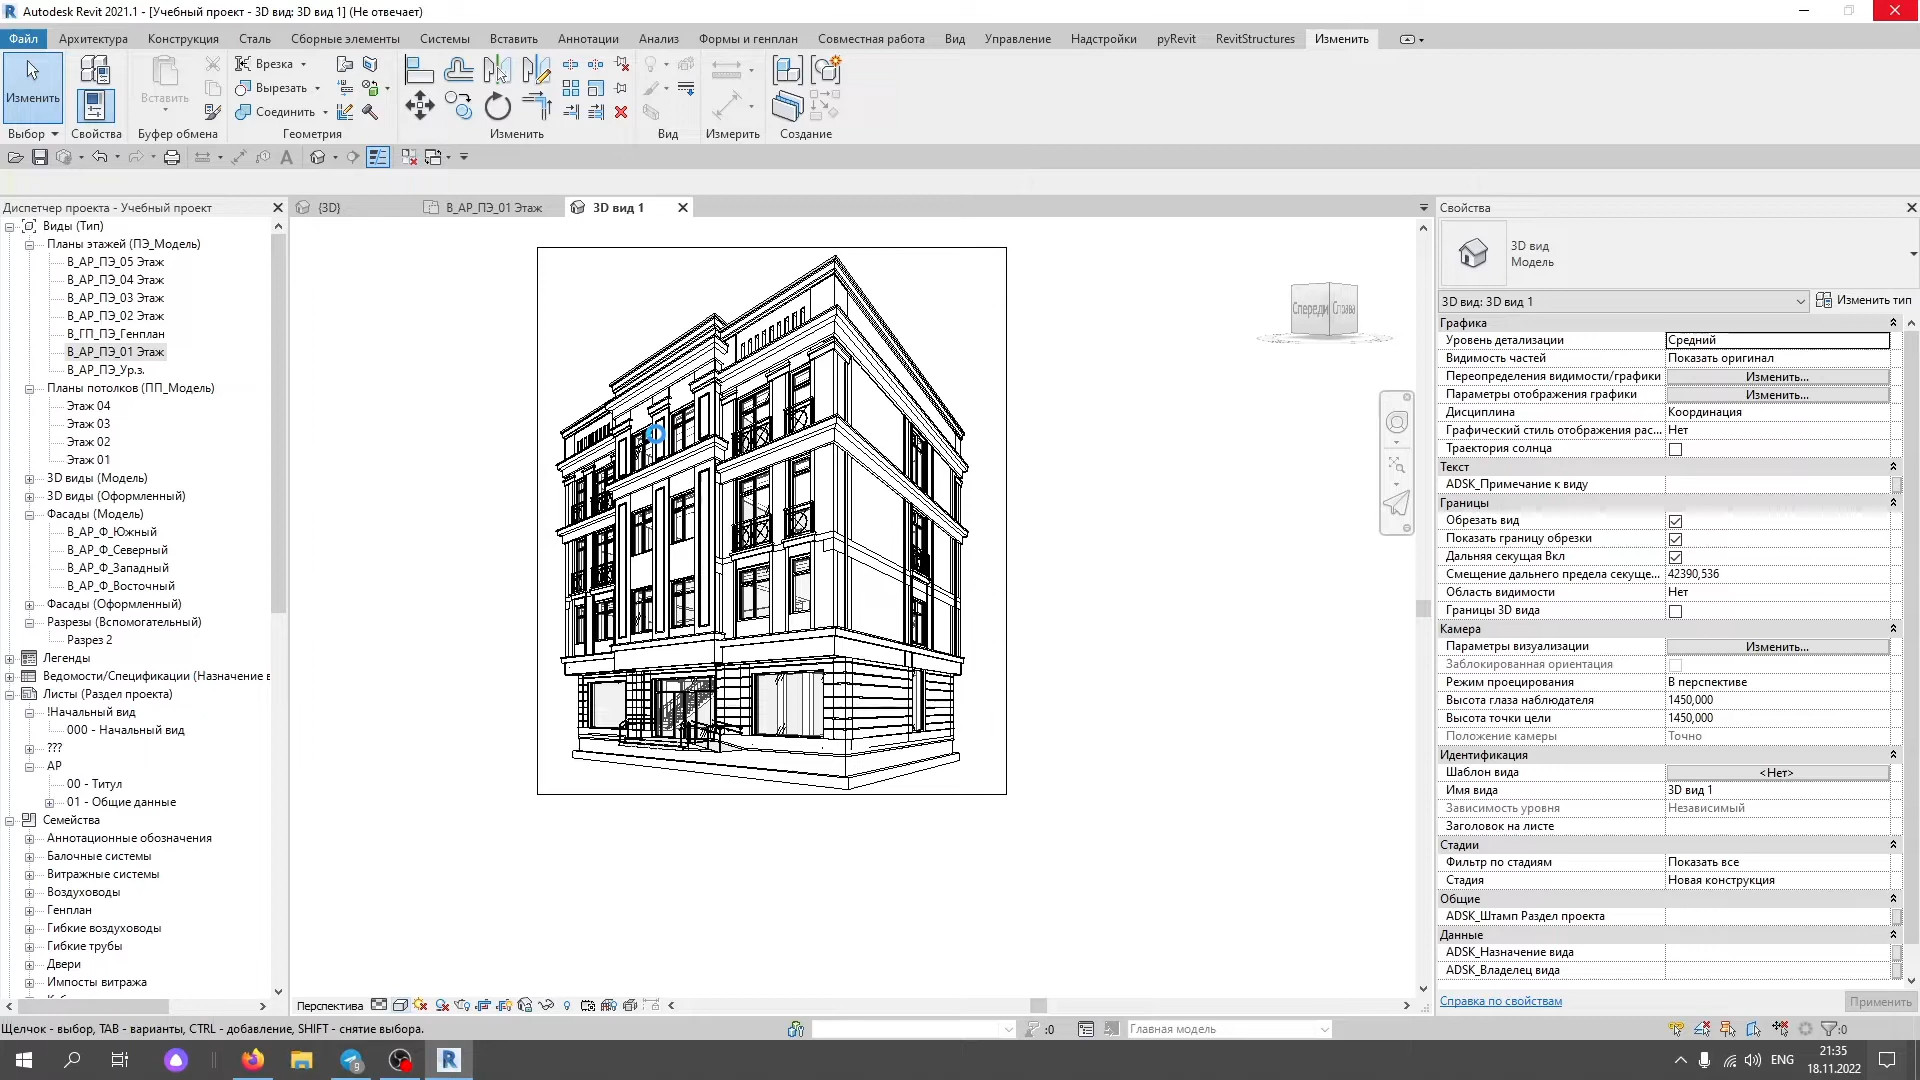 Autodesk Revit 2021.1 - [Учебный проект - 3D вид: 3D вид 1] (Не отвечает)
Файл Архитектура Конструкция Сталь Сборные элементы Системы Вставить Аннотации Анализ Формы и генплан Совместная работа Вид Управление Надстройки pyRevit RevitStructures Изменить
Врезка
Изменить Вставить Вырезать
Соединить
Выбор Свойства Буфер обмена Геометрия Изменить Вид Измерить Создание
Диспетчер проекта - Учебный проект
Виды (Тип)
Планы этажей (ПЭ_Модель)
В_АР_ПЭ_05 Этаж
В_АР_ПЭ_04 Этаж
В_АР_ПЭ_03 Этаж
В_АР_ПЭ_02 Этаж
В_ГП_ПЭ_Генплан
В_АР_ПЭ_01 Этаж
В_АР_ПЭ_Ур.з.
Планы потолков (ПП_Модель)
Этаж 04
Этаж 03
Этаж 02
Этаж 01
3D виды (Модель)
3D виды (Оформленный)
Фасады (Модель)
В_АР_Ф_Южный
В_АР_Ф_Северный
В_АР_Ф_Западный
В_АР_Ф_Восточный
Фасады (Оформленный)
Разрезы (Вспомогательный)
Разрез 2
Легенды
Ведомости/Спецификации (Назначение в
Листы (Раздел проекта)
!Начальный вид
000 - Начальный вид
???
АР
00 - Титул
01 - Общие данные
Семейства
Аннотационные обозначения
Балочные системы
Витражные системы
Воздуховоды
Генплан
Гибкие воздуховоды
Гибкие трубы
Двери
Импосты витража
{3D} В_АР_ПЭ_01 Этаж 3D вид 1
Спереди Справа
Перспектива
Свойства
3D вид
Модель
3D вид: 3D вид 1 Изменить тип
Графика
Уровень детализации Средний
Видимость частей Показать оригинал
Переопределения видимости/графики Изменить...
Параметры отображения графики Изменить...
Дисциплина Координация
Графический стиль отображения рас... Нет
Траектория солнца
Текст
ADSK_Примечание к виду
Границы
Обрезать вид
Показать границу обрезки
Дальняя секущая Вкл
Смещение дальнего предела секуще... 42390,536
Область видимости Нет
Границы 3D вида
Камера
Параметры визуализации Изменить...
Заблокированная ориентация
Режим проецирования В перспективе
Высота глаза наблюдателя 1450,000
Высота точки цели 1450,000
Положение камеры Точно
Идентификация
Шаблон вида <Нет>
Имя вида 3D вид 1
Зависимость уровня Независимый
Заголовок на листе
Стадии
Фильтр по стадиям Показать все
Стадия Новая конструкция
Общие
ADSK_Штамп Раздел проекта
Данные
ADSK_Назначение вида
ADSK_Владелец вида
Справка по свойствам Применить
Щелчок - выбор, TAB - варианты, CTRL - добавление, SHIFT - снятие выбора. :0 Главная модель :0
9 ENG 21:35
18.11.2022